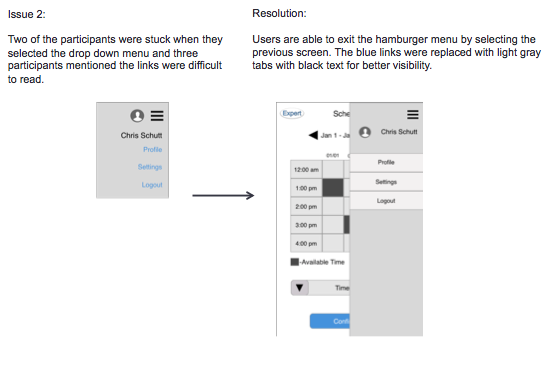 Issue 2:
Two of the participants were stuck when they
selected the drop down menu and three
participants mentioned the links were difficult
to read.
Resolution:
Users are able to exit the hamburger menu by selecting the
previous screen. The blue links were replaced with light gray
tabs with black text for better visibility.
Chris Schutt
Profile
Settings
Logout
Expert
Sche
Jan 1 - Ja
Chris Schutt
01/01
12:00 am
1:00 pm
2:00 pm
3:00 pm
4:00 pm
Profile
Settings
Logout
-Available Time
Time
Confi